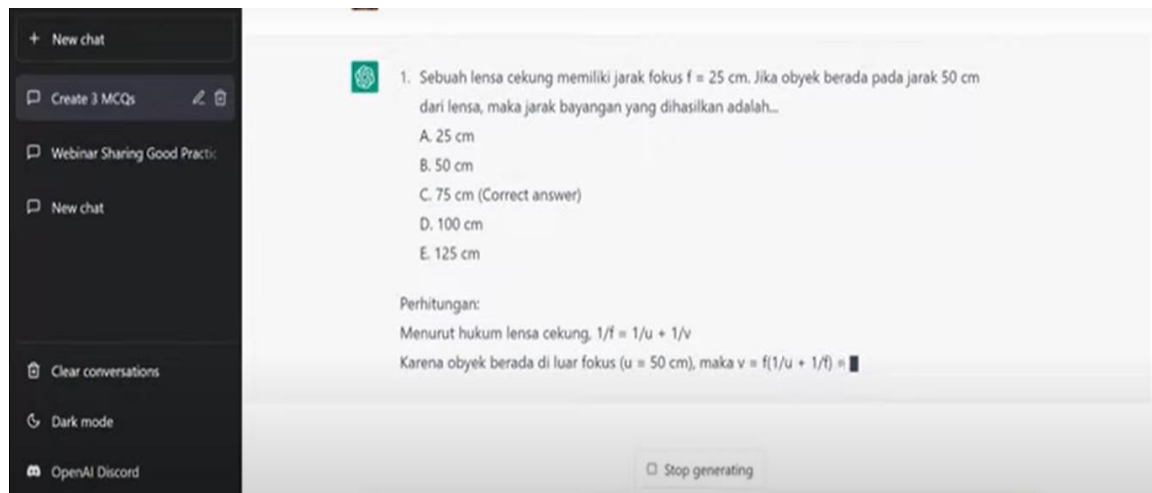 + New chat
Create 3 MCQs
Webinar Sharing Good Practic
New chat
Clear conversations
Dark mode
OpenAI Discord
1. Sebuah lensa cekung memiliki jarak fokus f = 25 cm. Jika obyek berada pada jarak 50 cm
dari lensa, maka jarak bayangan yang dihasilkan adalah...
A. 25 cm
B. 50 cm
C. 75 cm (Correct answer)
D. 100 cm
E. 125 cm
Perhitungan:
Menurut hukum lensa cekung, 1/f = 1/u + 1/v
Karena obyek berada di luar fokus (u = 50 cm), maka v = f(1/u + 1/f) =
Stop generating